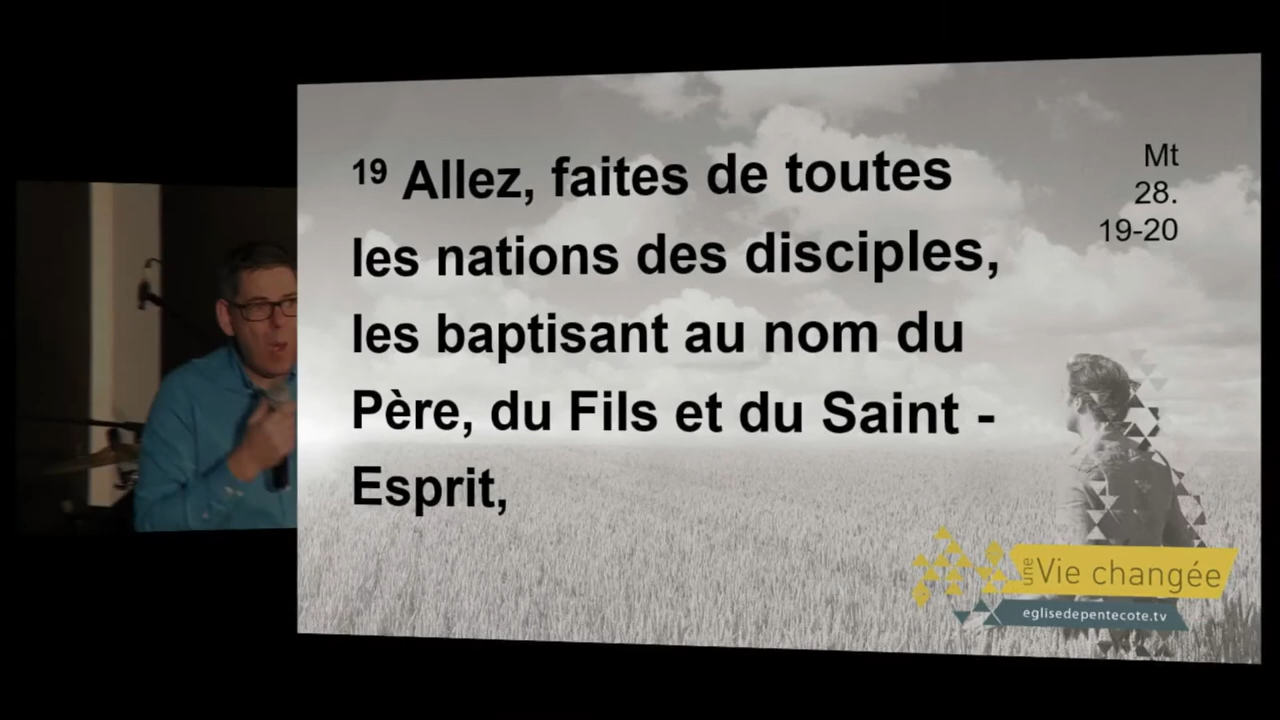 19 Allez, faites de toutes
les nations des disciples,
les baptisant au nom du
Père, du Fils et du Saint -
Esprit,
Mt
28.
19-20
une Vie changée
eglisedepentecote.tv